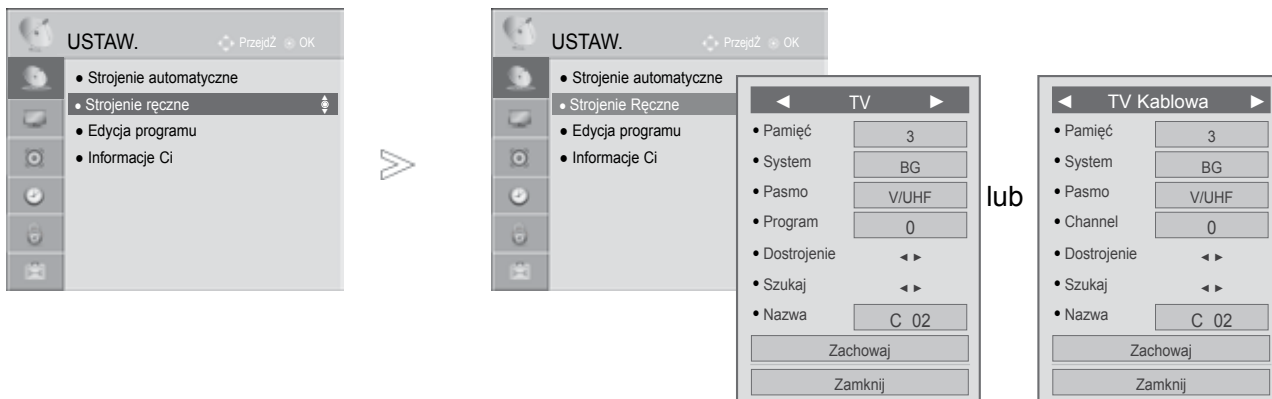 USTAW. PrzejdŹ OK
● Strojenie automatyczne
● Strojenie ręczne
● Edycja programu
● Informacje Ci
USTAW. PrzejdŹ OK
● Strojenie automatyczne
● Strojenie Ręczne
● Edycja programu
● Informacje Ci
◄ TV ►
• Pamięć 3
• System BG
• Pasmo V/UHF
• Program 0
• Dostrojenie ◄ ►
• Szukaj ◄ ►
• Nazwa C 02
Zachowaj
Zamknij
lub
◄ TV Kablowa ►
• Pamięć 3
• System BG
• Pasmo V/UHF
• Channel 0
• Dostrojenie ◄ ►
• Szukaj ◄ ►
• Nazwa C 02
Zachowaj
Zamknij